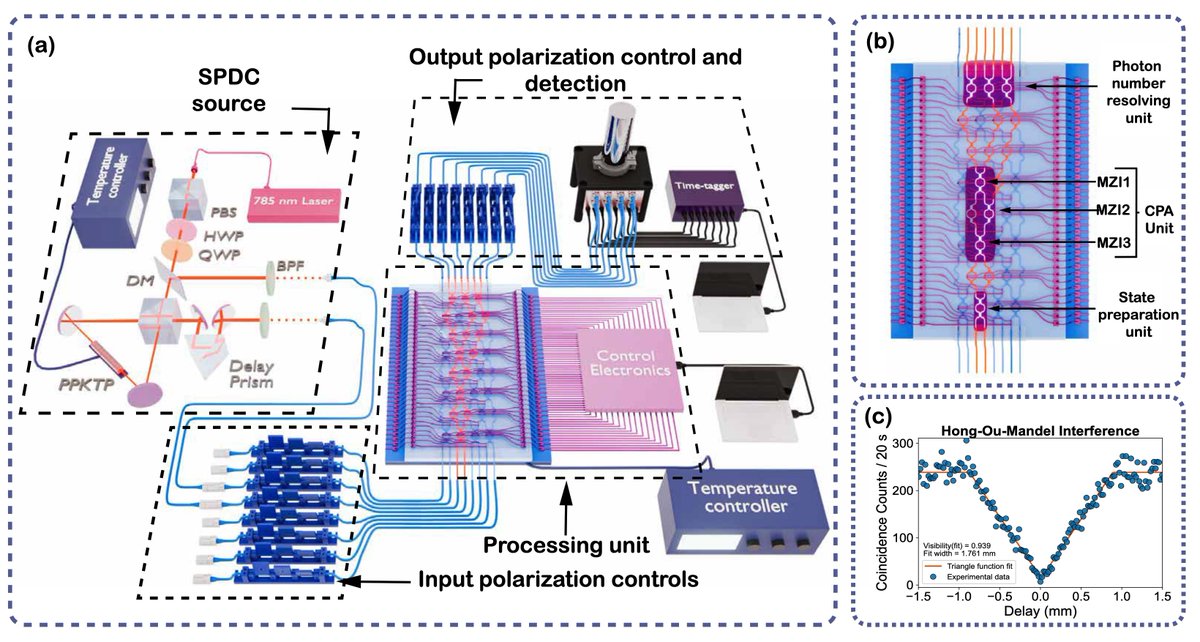 (a)
SPDC
source
Output polarization control and
detection
Temperature
controller
785 nm Laser
PBS
HWP
QWP
DM
BPF
PPKTP
Delay
Prism
Time-tagger
Control
Electronics
Temperature
controller
Processing unit
Input polarization controls
(b)
Photon
number
resolving
unit
MZI1
MZI2
MZI3
CPA
Unit
State
preparation
unit
(c)
Hong-Ou-Mandel Interference
Coincidence Counts / 20 s
300
200
100
0
Visibility(fit) = 0.939
Fit width = 1.761 mm
Triangle function fit
Experimental data
−1.5 −1.0 −0.5 0.0 0.5 1.0 1.5
Delay (mm)